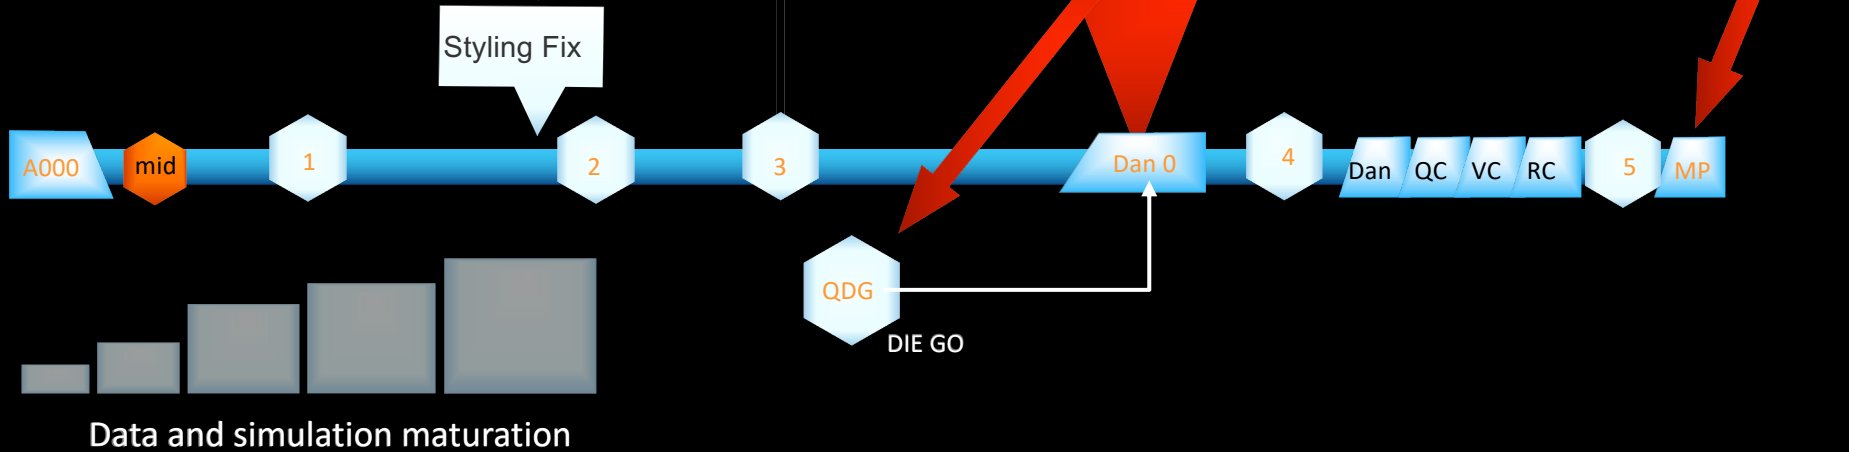 Styling Fix
A000
mid
1
2
3
Dan 0
4
Dan
QC
VC
RC
5
MP
QDG
DIE GO
Data and simulation maturation